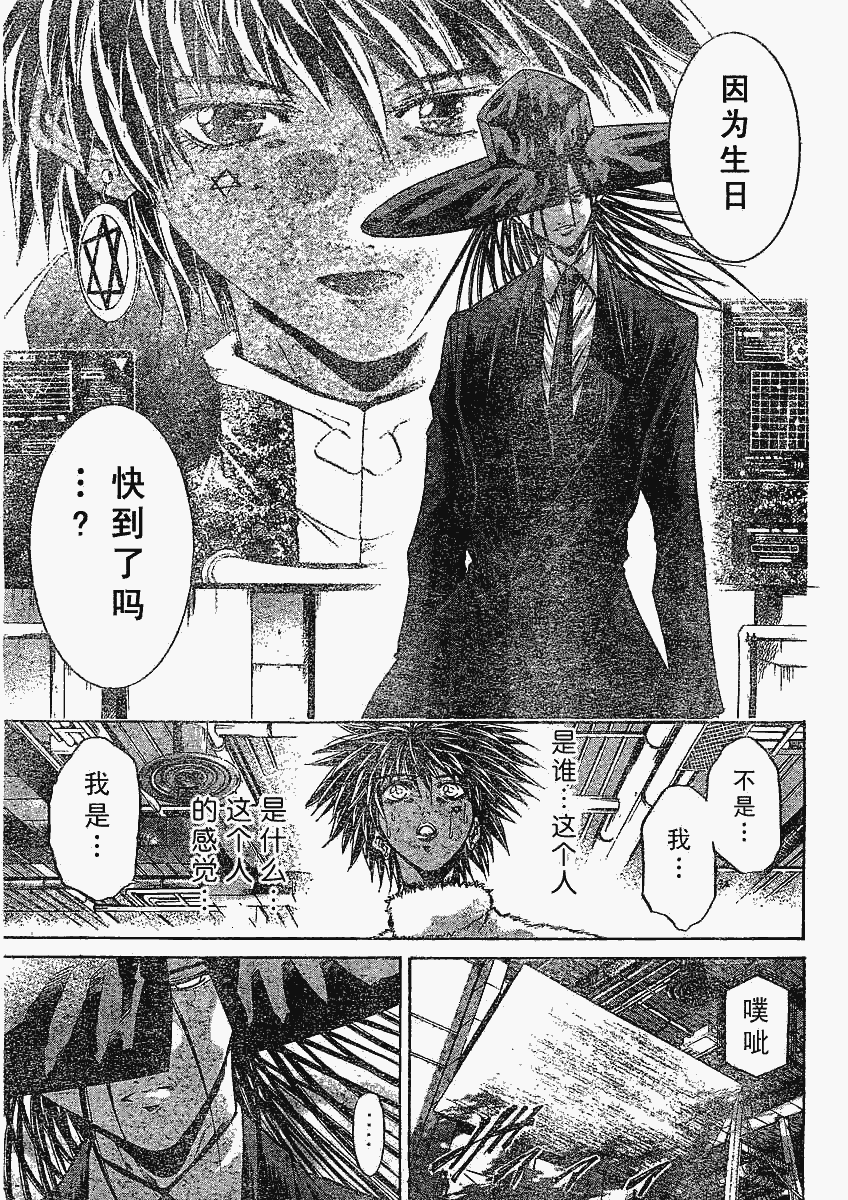 因为生日
快到了吗
…?
不是…
我…
是谁…这个人
是什么…
这个人
的感觉…
我是…
噗呲
…